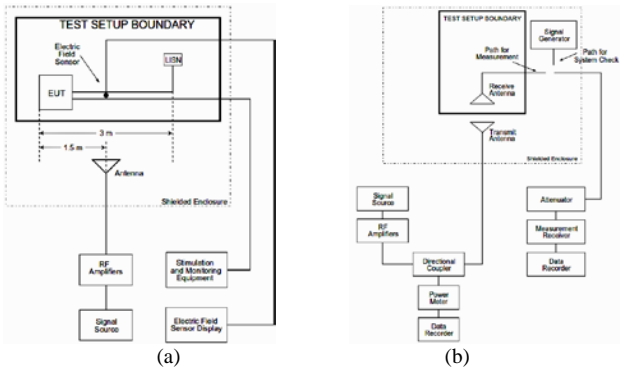 TEST SETUP BOUNDARY
Electric
Field
Sensor
LISN
EUT
3 m
1.5 m
Antenna
Shielded Enclosure
RF
Amplifiers
Stimulation
and Monitoring
Equipment
Signal
Source
Electric Field
Sensor Display
(a)
TEST SETUP BOUNDARY
Signal
Generator
Path for
Measurement
Path for
System Check
Receive
Antenna
Transmit
Antenna
Shielded Enclosure
Signal
Source
Attenuator
RF
Amplifiers
Measurement
Receiver
Directional
Coupler
Data
Recorder
Power
Meter
Data
Recorder
(b)